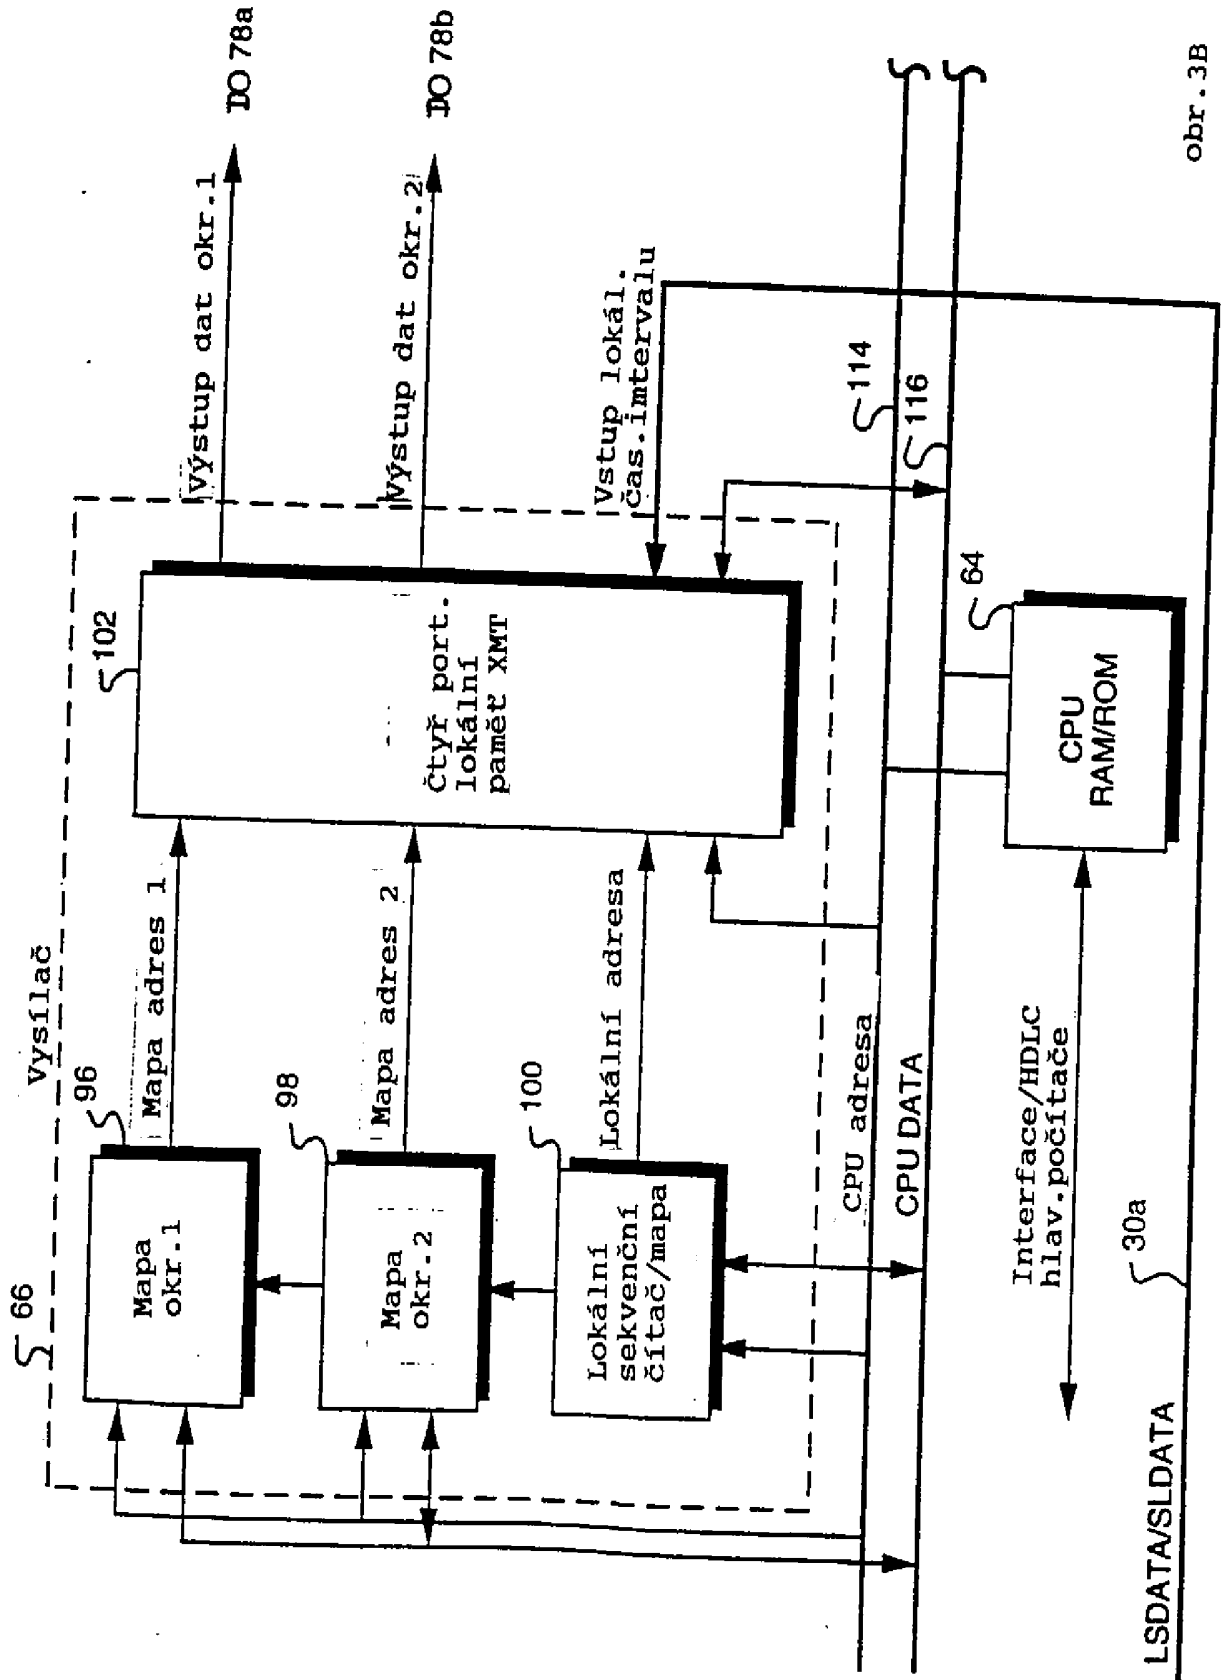 66
Vysílač
96
Mapa
okr.1
Mapa adres 1
98
Mapa
okr.2
Mapa adres 2
100
Lokální
sekvenční
čítač/mapa
Lokální adresa
102
Čtyř port.
lokální
paměť XMT
Výstup dat okr.1
DO 78a
Výstup dat okr.2
DO 78b
Vstup lokál.
čas.imtervalu
CPU adresa
CPU DATA
114
116
64
CPU
RAM/ROM
Interface/HDLC
hlav.počítače
LSDATA/SLDATA
30a
obr.3B